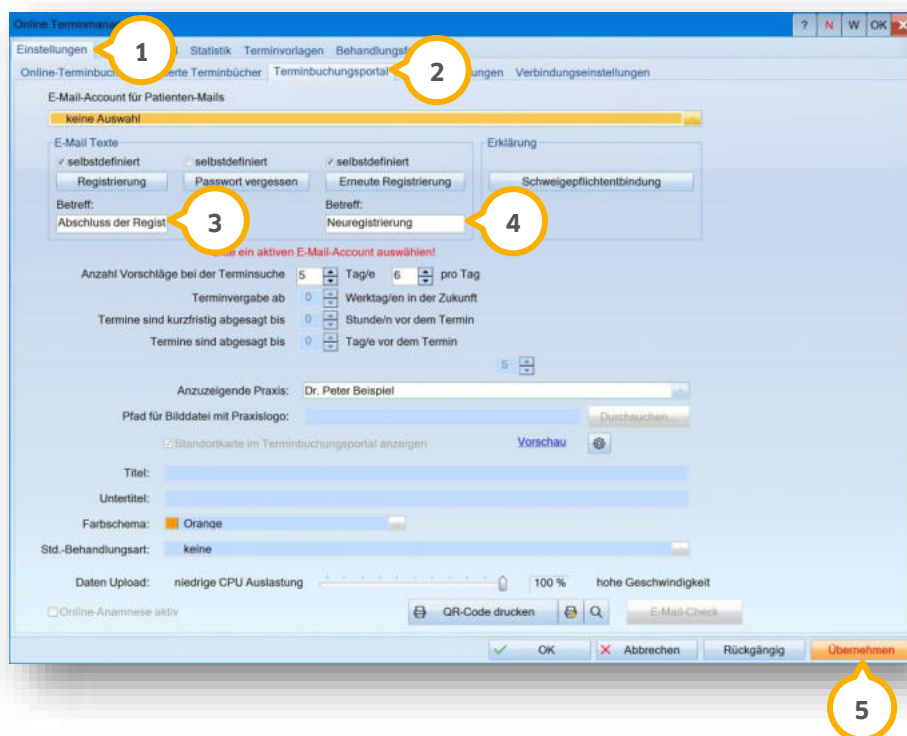 Online Terminmana
? N W OK
Einstellungen 1 Statistik Terminvorlagen Behandlungsf
Online-Terminbuch rte Terminbücher Terminbuchungsportal 2 ungen Verbindungseinstellungen
E-Mail-Account für Patienten-Mails
keine Auswahl
E-Mail Texte Erklärung
selbstdefiniert selbstdefiniert selbstdefiniert
Registrierung Passwort vergessen Erneute Registrierung Schweigepflichtentbindung
Betreff: Betreff:
Abschluss der Regist 3 Neuregistrierung 4
ein aktiven E-Mail-Account auswählen!
Anzahl Vorschläge bei der Terminsuche 5 Tag/e 6 pro Tag
Terminvergabe ab 0 Werktag/en in der Zukunft
Termine sind kurzfristig abgesagt bis 0 Stunde/n vor dem Termin
Termine sind abgesagt bis 0 Tag/e vor dem Termin
5
Anzuzeigende Praxis: Dr. Peter Beispiel
Pfad für Bilddatei mit Praxislogo: Durchsuchen...
Standortkarte im Terminbuchungsportal anzeigen Vorschau
Titel:
Untertitel:
Farbschema: Orange
Std.-Behandlungsart: keine
Daten Upload: niedrige CPU Auslastung 100 % hohe Geschwindigkeit
Online-Anamnese aktiv QR-Code drucken E-Mail-Check
OK Abbrechen Rückgängig Übernehmen
5